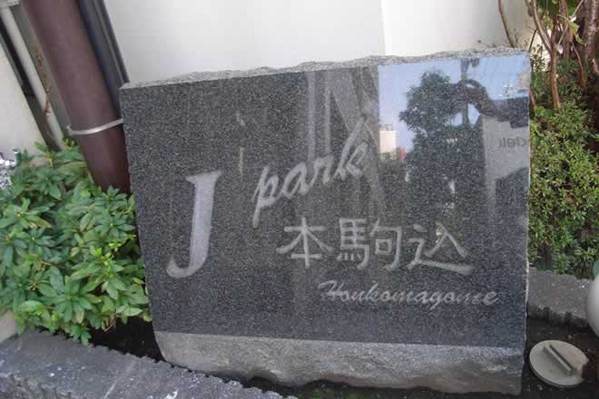 J park
本駒込
Honkomagome